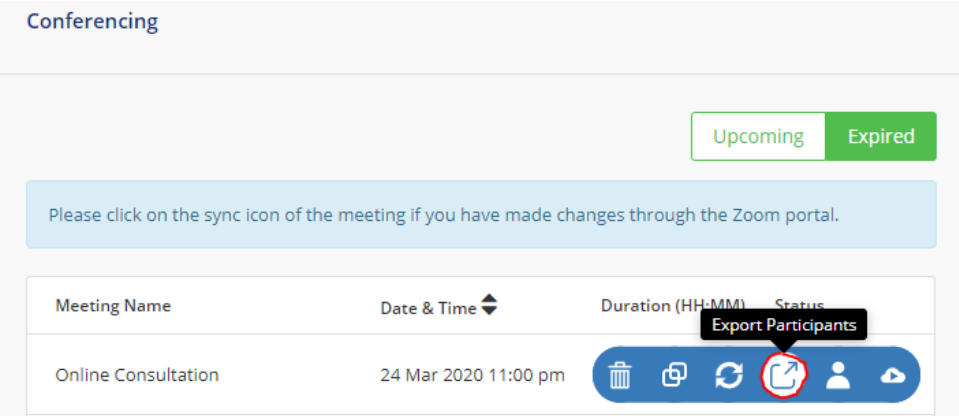 Conferencing
Upcoming Expired
Please click on the sync icon of the meeting if you have made changes through the Zoom portal.
Meeting Name Date & Time Duration (HH:MM) Status
Export Participants
Online Consultation 24 Mar 2020 11:00 pm